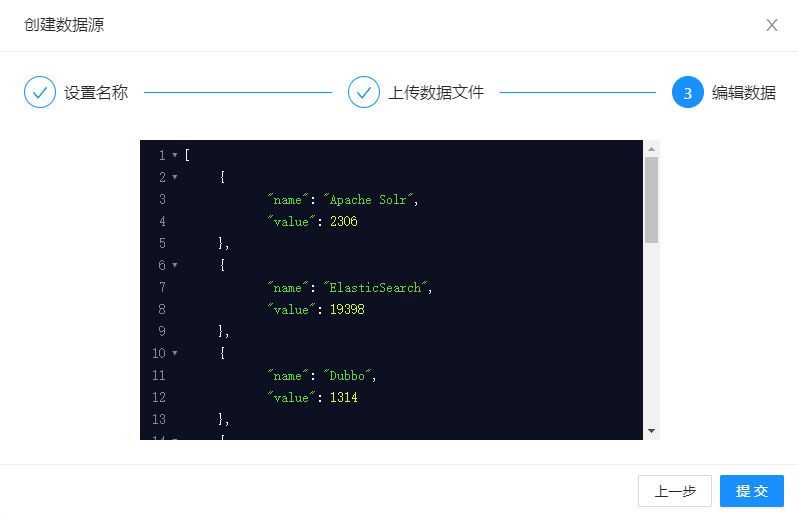 创建数据源
设置名称
上传数据文件
3 编辑数据
1 [
2 {
3 "name": "Apache Solr",
4 "value": 2306
5 },
6 {
7 "name": "ElasticSearch",
8 "value": 19398
9 },
10 {
11 "name": "Dubbo",
12 "value": 1314
13 },
14 {
上一步
提 交